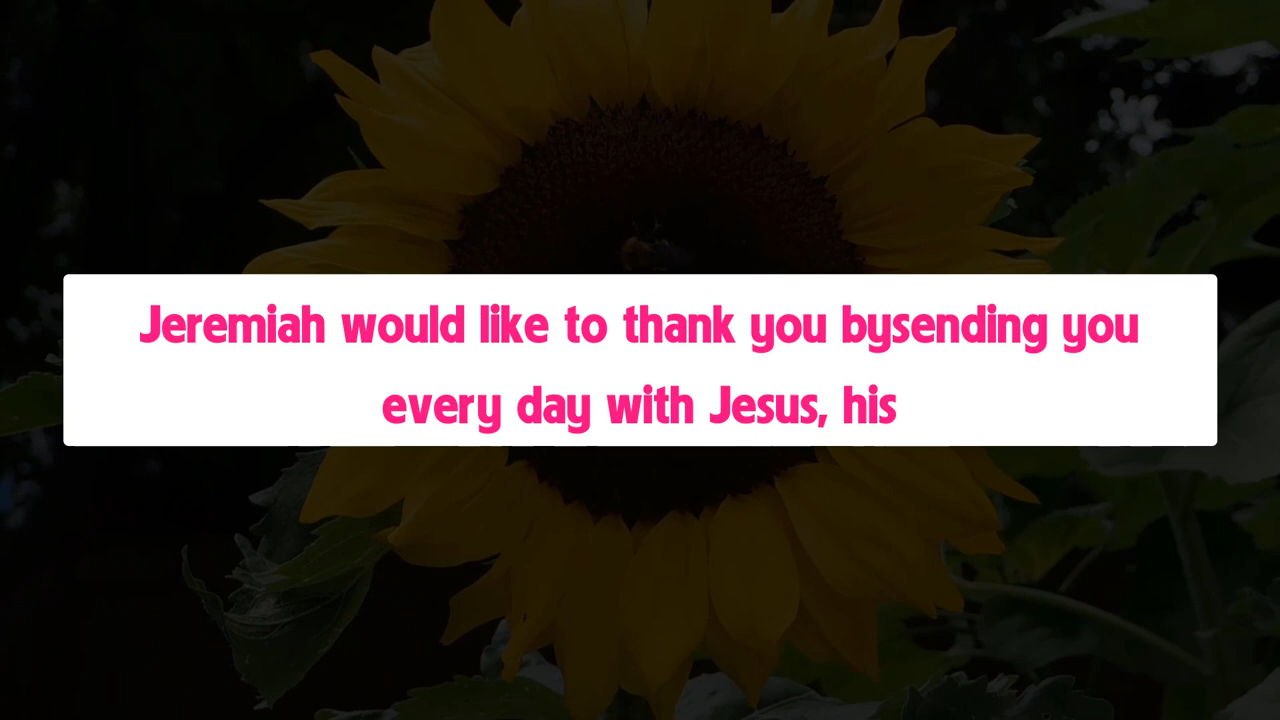 Jeremiah would like to thank you bysending you
every day with Jesus, his